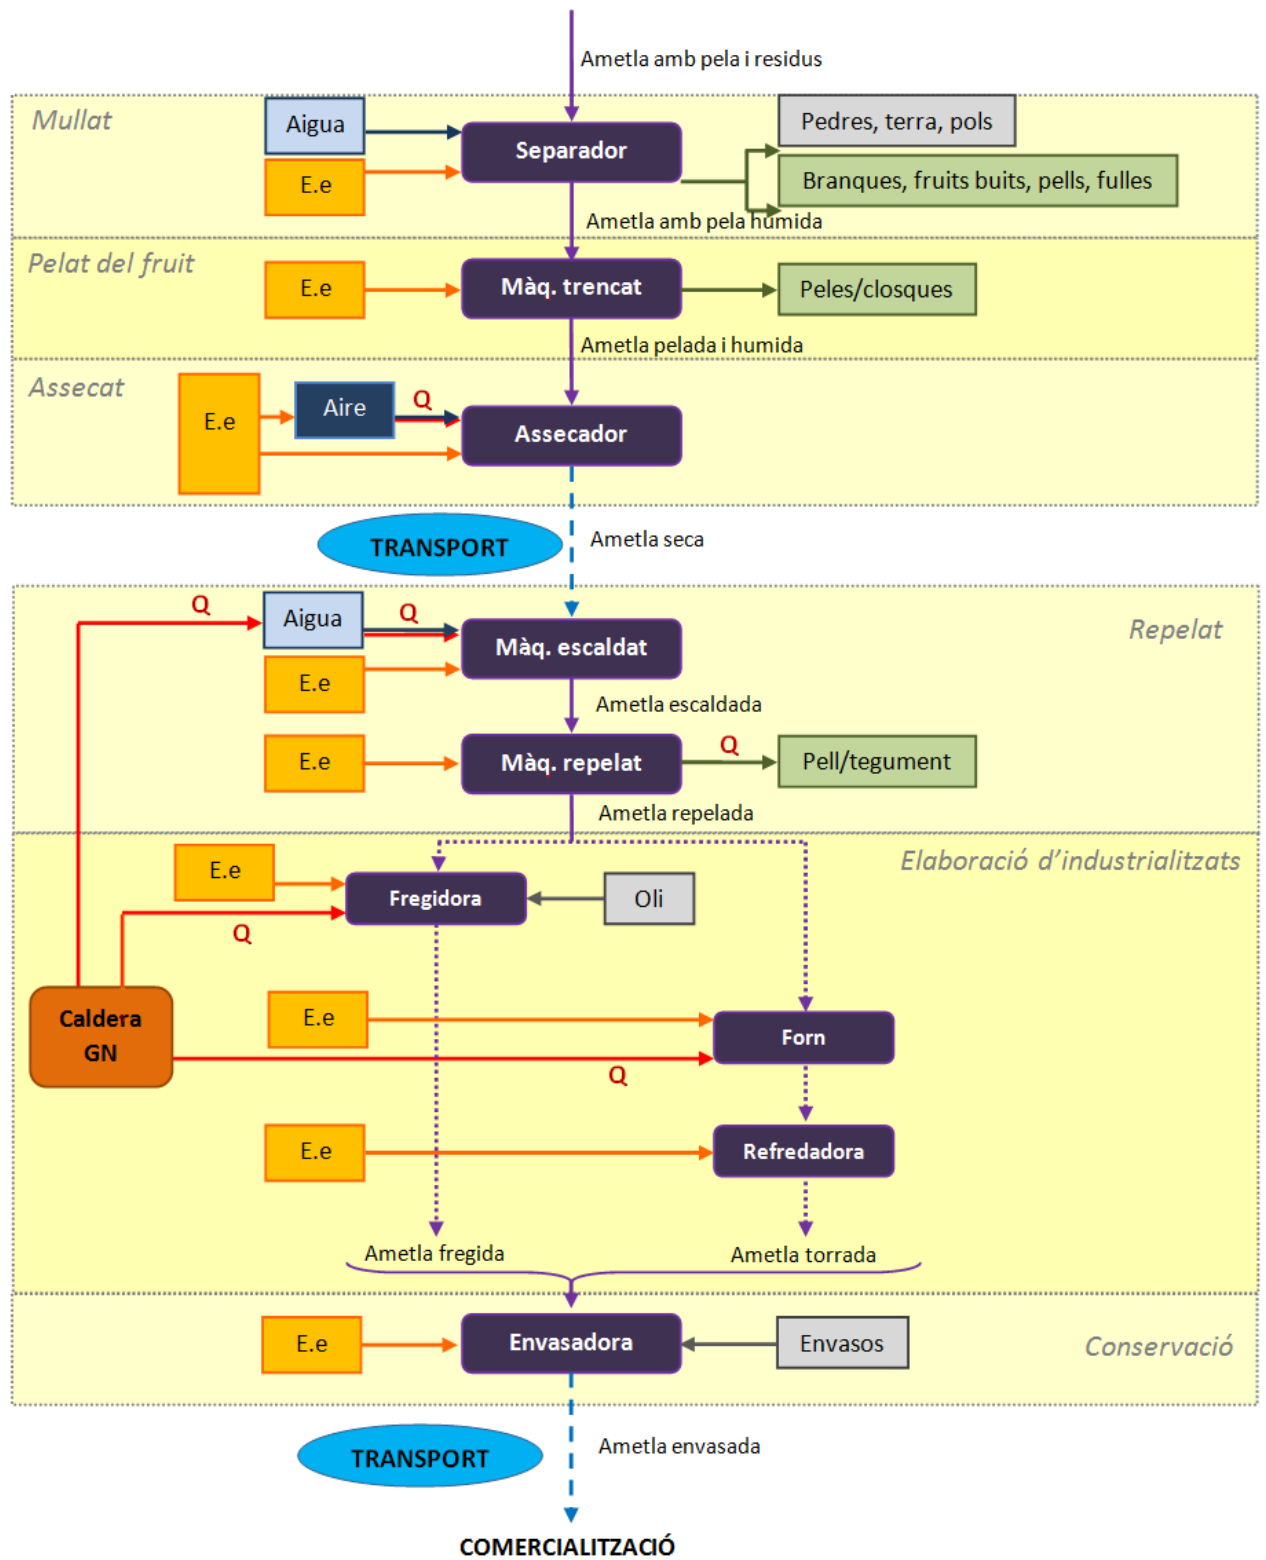 Ametla amb pela i residus
Mullat
Aigua
Pedres, terra, pols
Separador
E.e
Branques, fruits buits, pells, fulles
Ametla amb pela humida
Pelat del fruit
E.e
Màq. trencat
Peles/closques
Ametla pelada i humida
Assecat
E.e
Aire
Q
Assecador
TRANSPORT
Ametla seca
Q
Aigua
Q
Repelat
Màq. escaldat
E.e
Ametla escaldada
E.e
Màq. repelat
Q
Pell/tegument
Ametla repelada
Elaboració d’industrialitzats
E.e
Fregidora
Oli
Q
Caldera
GN
E.e
Forn
Q
E.e
Refredadora
Ametla fregida
Ametla torrada
E.e
Envasadora
Envasos
Conservació
TRANSPORT
Ametla envasada
COMERCIALITZACIÓ